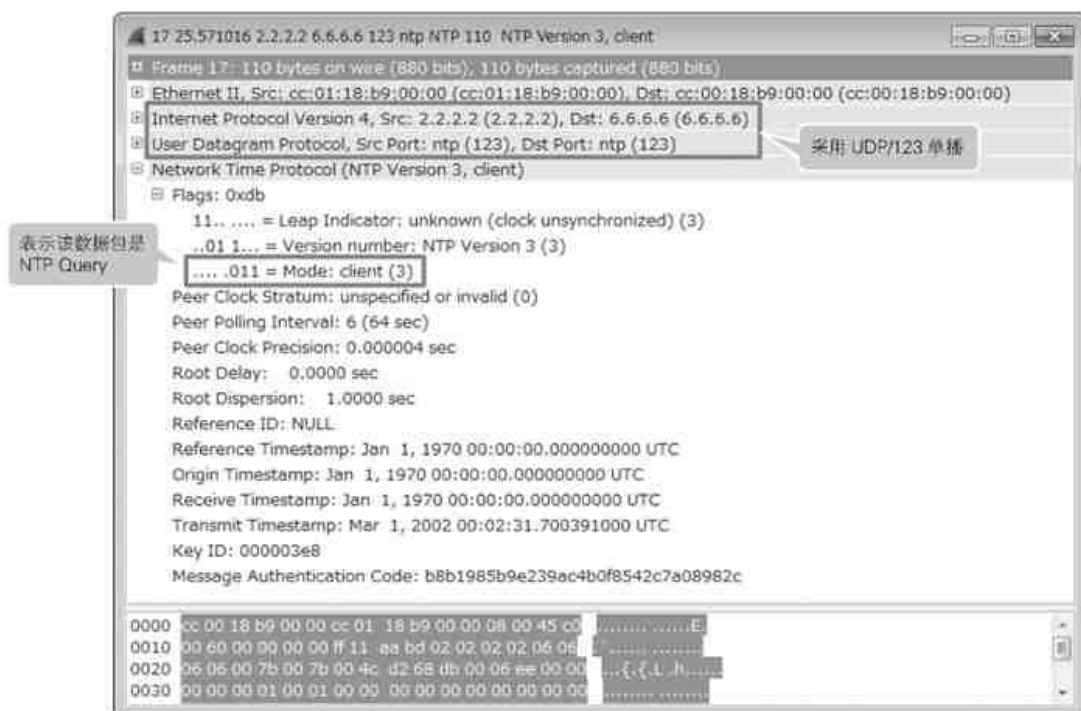 17 25.571016 2.2.2.2 6.6.6.6 123 ntp NTP 110 NTP Version 3, client
Frame 17: 110 bytes on wire (880 bits), 110 bytes captured (880 bits)
Ethernet II, Src: cc:01:18:b9:00:00 (cc:01:18:b9:00:00), Dst: cc:00:18:b9:00:00 (cc:00:18:b9:00:00)
Internet Protocol Version 4, Src: 2.2.2.2 (2.2.2.2), Dst: 6.6.6.6 (6.6.6.6)
User Datagram Protocol, Src Port: ntp (123), Dst Port: ntp (123)
采用 UDP/123 单播
Network Time Protocol (NTP Version 3, client)
Flags: 0xdb
11.. .... = Leap Indicator: unknown (clock unsynchronized) (3)
..01 1... = Version number: NTP Version 3 (3)
表示该数据包是
NTP Query
.... .011 = Mode: client (3)
Peer Clock Stratum: unspecified or invalid (0)
Peer Polling Interval: 6 (64 sec)
Peer Clock Precision: 0.000004 sec
Root Delay: 0.0000 sec
Root Dispersion: 1.0000 sec
Reference ID: NULL
Reference Timestamp: Jan 1, 1970 00:00:00.000000000 UTC
Origin Timestamp: Jan 1, 1970 00:00:00.000000000 UTC
Receive Timestamp: Jan 1, 1970 00:00:00.000000000 UTC
Transmit Timestamp: Mar 1, 2002 00:02:31.700391000 UTC
Key ID: 000003e8
Message Authentication Code: b8b1985b9e239ac4b0f8542c7a08982c
0000 cc 00 18 b9 00 00 cc 01 18 b9 00 00 08 00 45 c0 ........ ......E.
0010 00 60 00 00 00 00 ff 11 aa bd 02 02 02 02 06 06 .`...... ........
0020 06 06 00 7b 00 7b 00 4c d2 68 db 00 06 ee 00 00 ...{.{.L .h......
0030 00 00 00 01 00 01 00 00 00 00 00 00 00 00 00 00 ........ ........